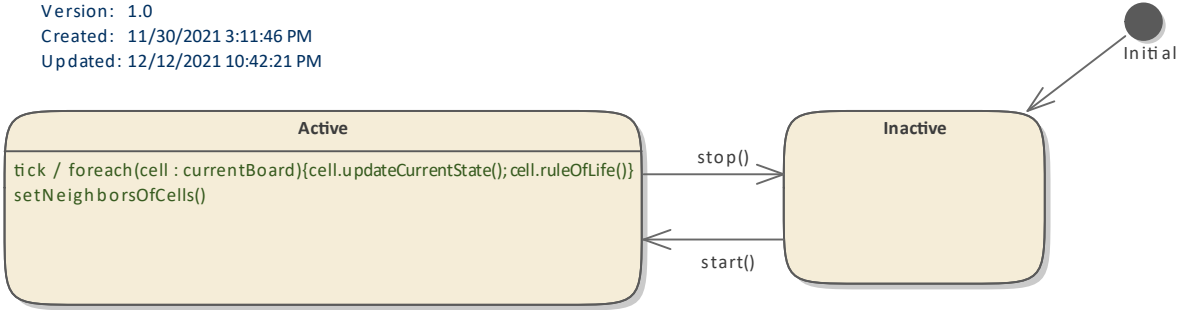 Version: 1.0
Created: 11/30/2021 3:11:46 PM
Updated: 12/12/2021 10:42:21 PM
Initial
Active
Inactive
tick / foreach(cell : currentBoard){cell.updateCurrentState(); cell.ruleOfLife()}
setNeighborsOfCells()
stop()
start()